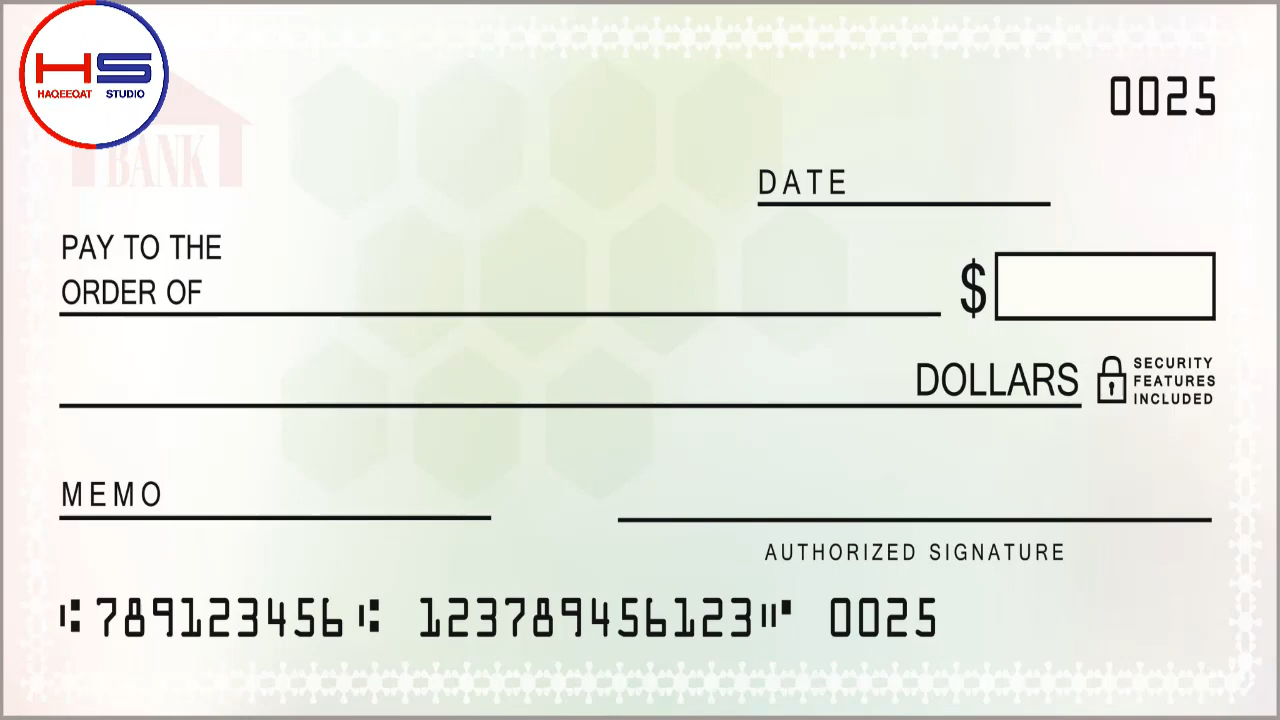 HS
HAQEEQAT STUDIO
BANK
0025
DATE
PAY TO THE
ORDER OF
$
DOLLARS
SECURITY
FEATURES
INCLUDED
MEMO
AUTHORIZED SIGNATURE
⑆789123456⑆ 123789456123⑈ 0025